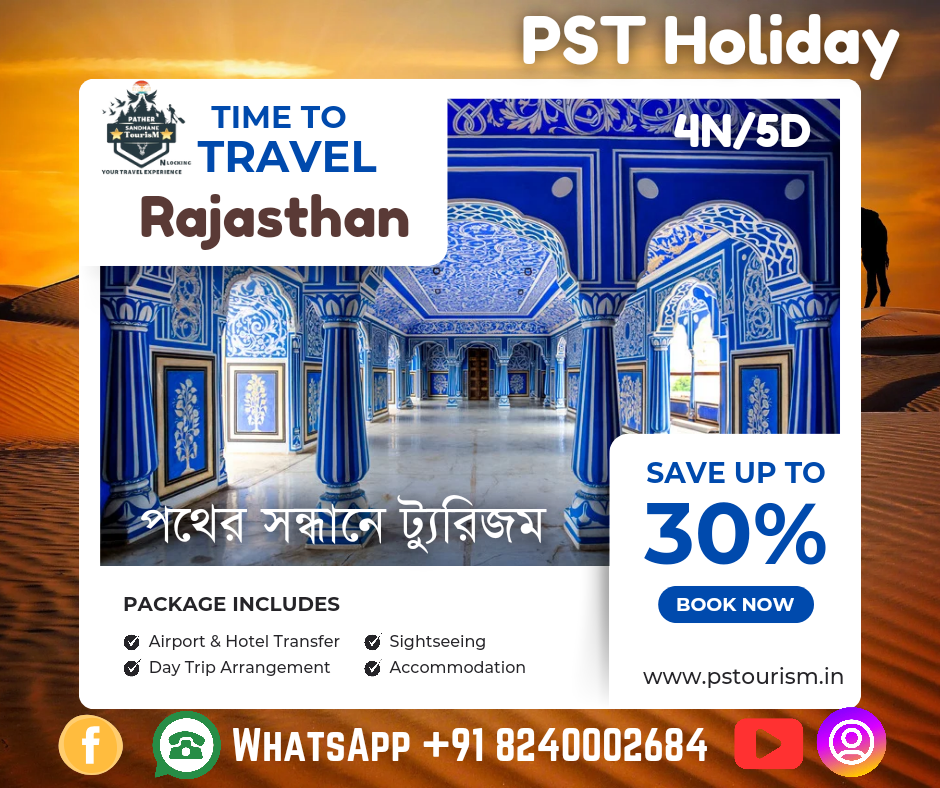 PST Holiday
PATHER
SANDHANE
TourisM
NLOCKING
YOUR TRAVEL EXPERIENCE
TIME TO
TRAVEL
Rajasthan
4N/5D
পথের সন্ধানে ট্যুরিজম
SAVE UP TO
30%
BOOK NOW
www.pstourism.in
PACKAGE INCLUDES
Airport & Hotel Transfer
Sightseeing
Day Trip Arrangement
Accommodation
WhatsApp +91 8240002684